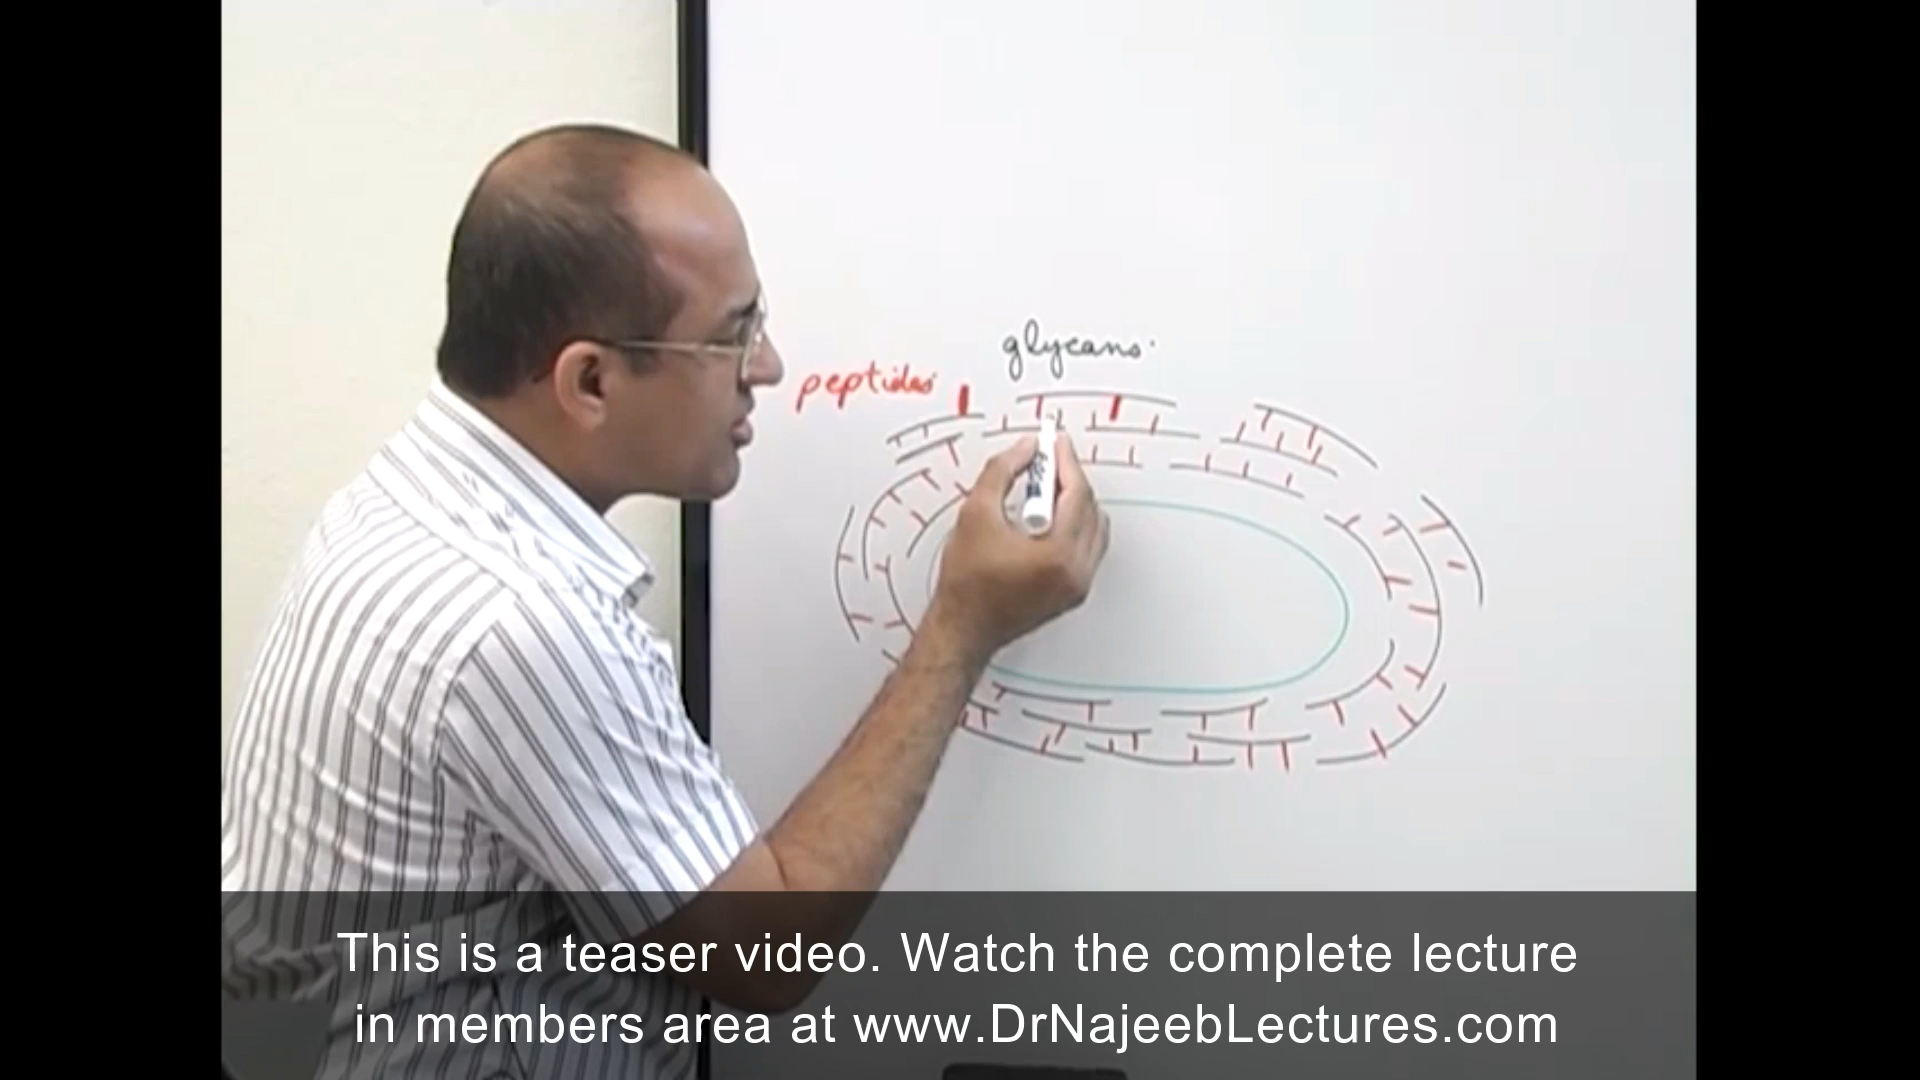 glycans
peptides
This is a teaser video. Watch the complete lecture
in members area at www.DrNajeebLectures.com